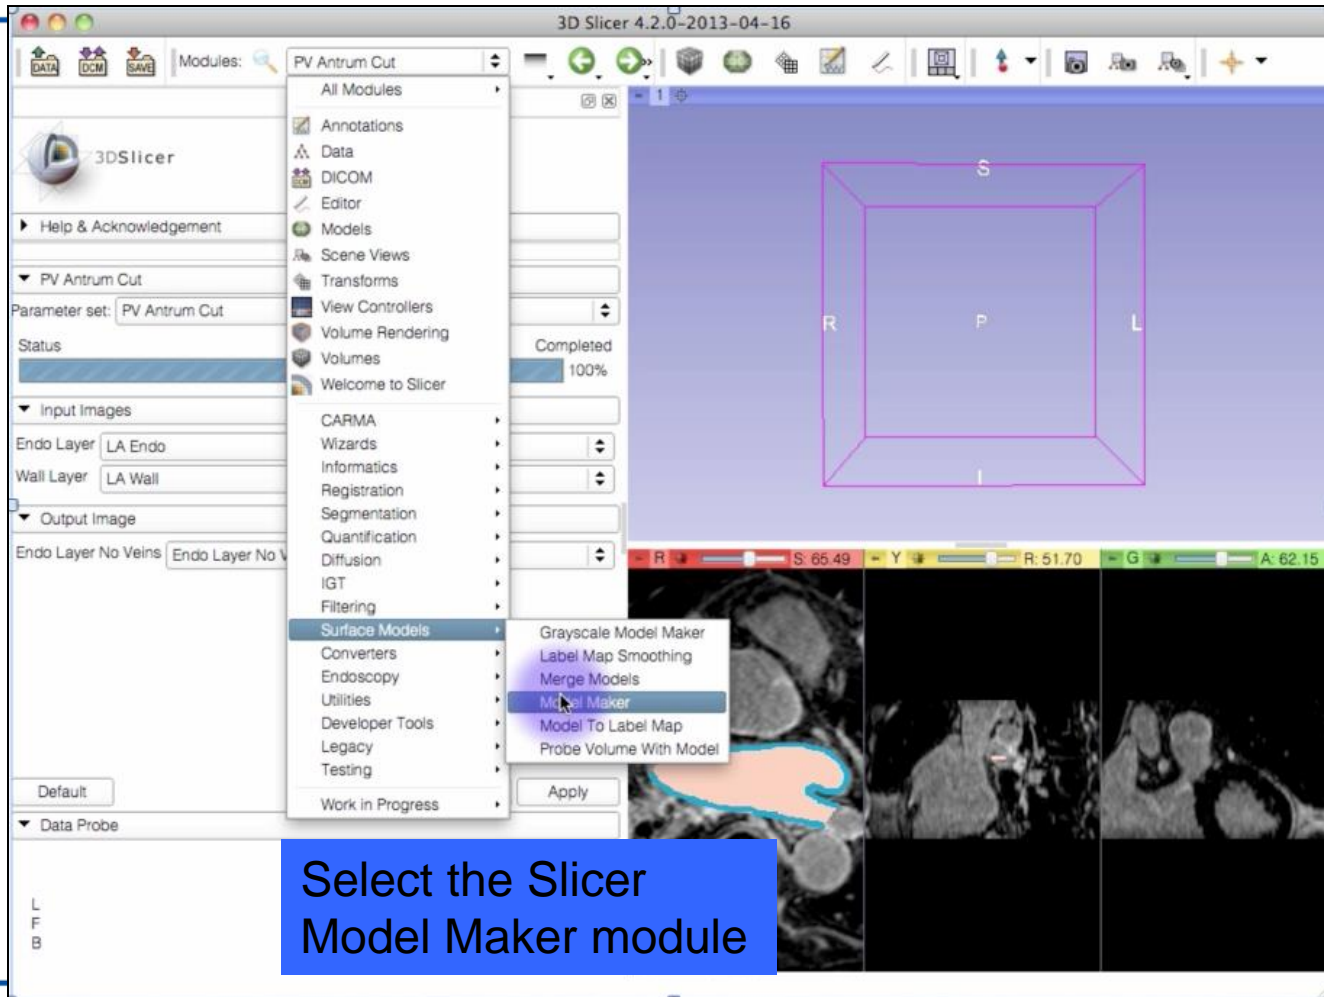 3D Slicer 4.2.0-2013-04-16
DATA DCM SAVE Modules: PV Antrum Cut
1
3DSlicer
Help & Acknowledgement
PV Antrum Cut
Parameter set: PV Antrum Cut
Status Completed
100%
Input Images
Endo Layer LA Endo
Wall Layer LA Wall
Output Image
Endo Layer No Veins Endo Layer No V
Default Apply
Data Probe
L
F
B
All Modules
Annotations
Data
DICOM
Editor
Models
Scene Views
Transforms
View Controllers
Volume Rendering
Volumes
Welcome to Slicer
CARMA
Wizards
Informatics
Registration
Segmentation
Quantification
Diffusion
IGT
Filtering
Surface Models
Converters
Endoscopy
Utilities
Developer Tools
Legacy
Testing
Work in Progress
Grayscale Model Maker
Label Map Smoothing
Merge Models
Model Maker
Model To Label Map
Probe Volume With Model
S
R P L
I
R S: 65.49 Y R: 51.70 G A: 62.15
Select the Slicer
Model Maker module